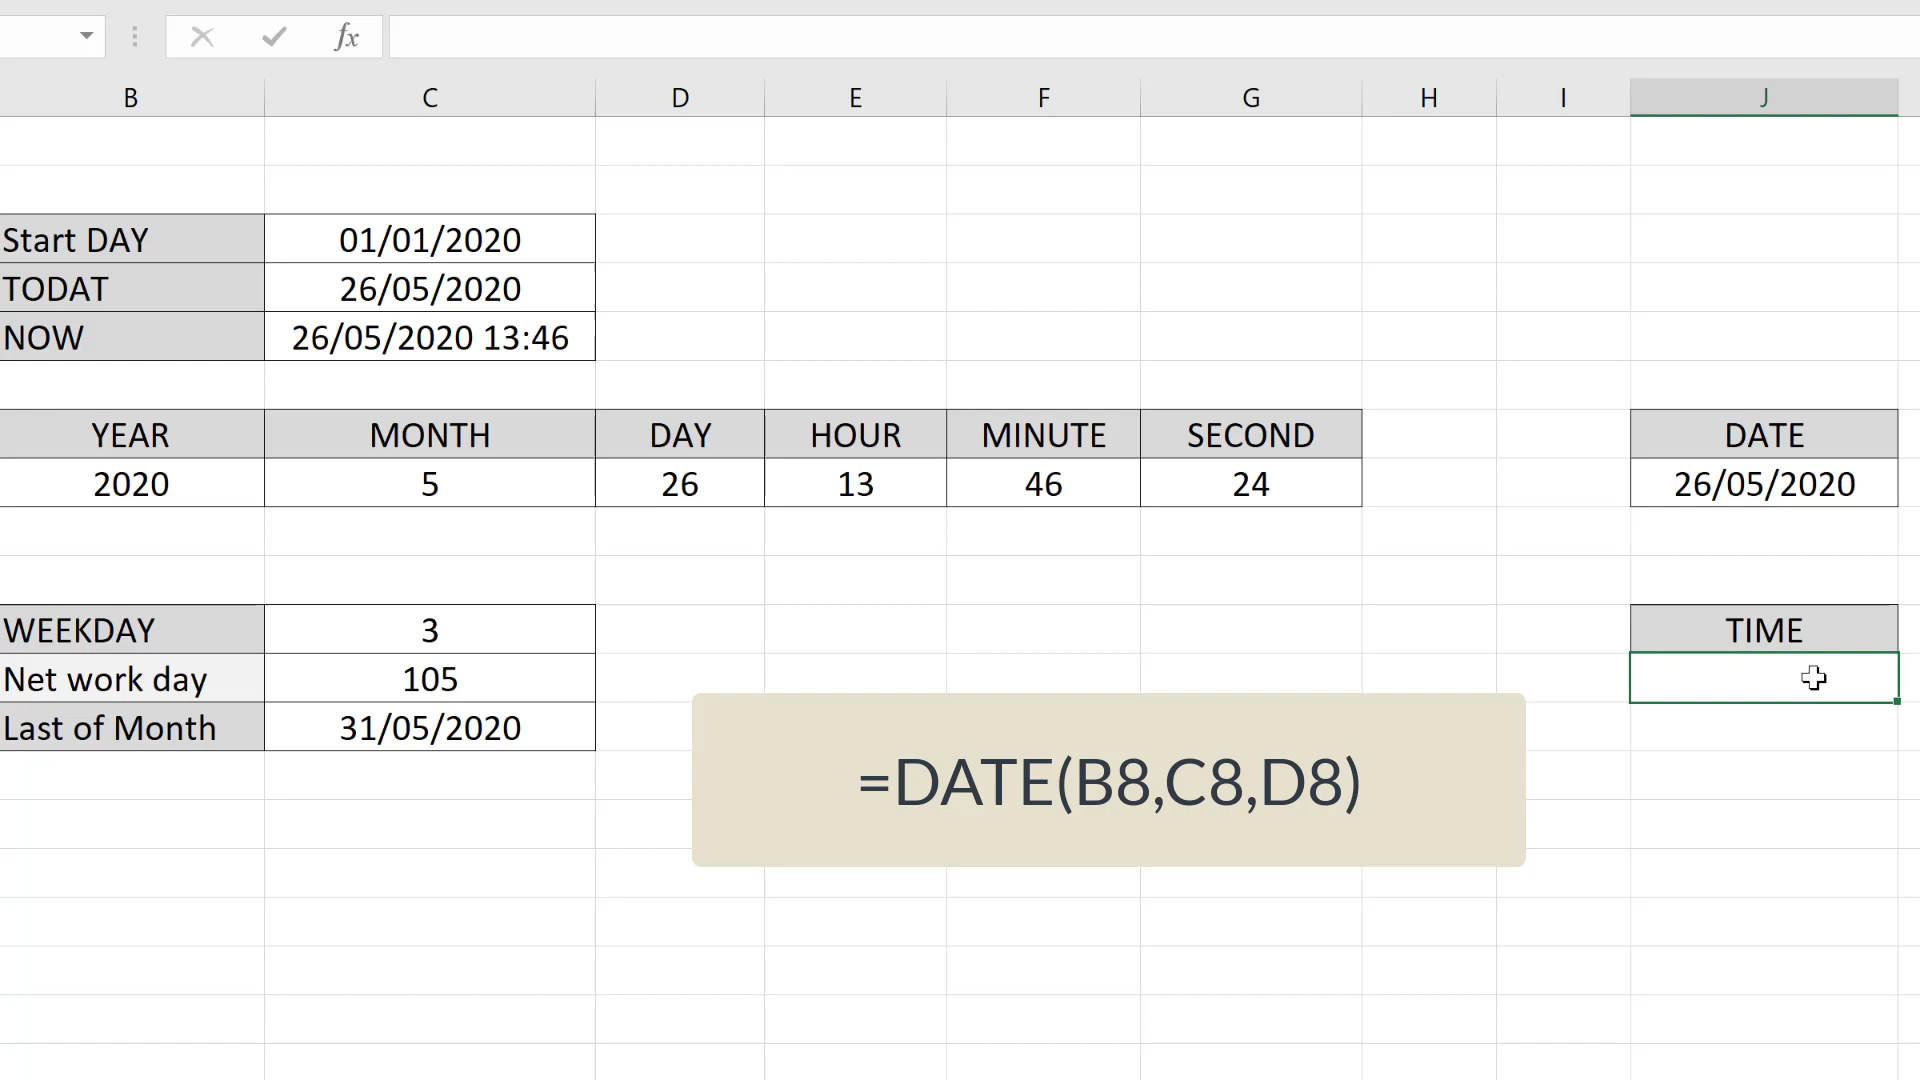 fx
B C D E F G H I J
Start DAY 01/01/2020
TODAT 26/05/2020
NOW 26/05/2020 13:46
YEAR MONTH DAY HOUR MINUTE SECOND DATE
2020 5 26 13 46 24 26/05/2020
WEEKDAY 3 TIME
Net work day 105
Last of Month 31/05/2020
=DATE(B8,C8,D8)